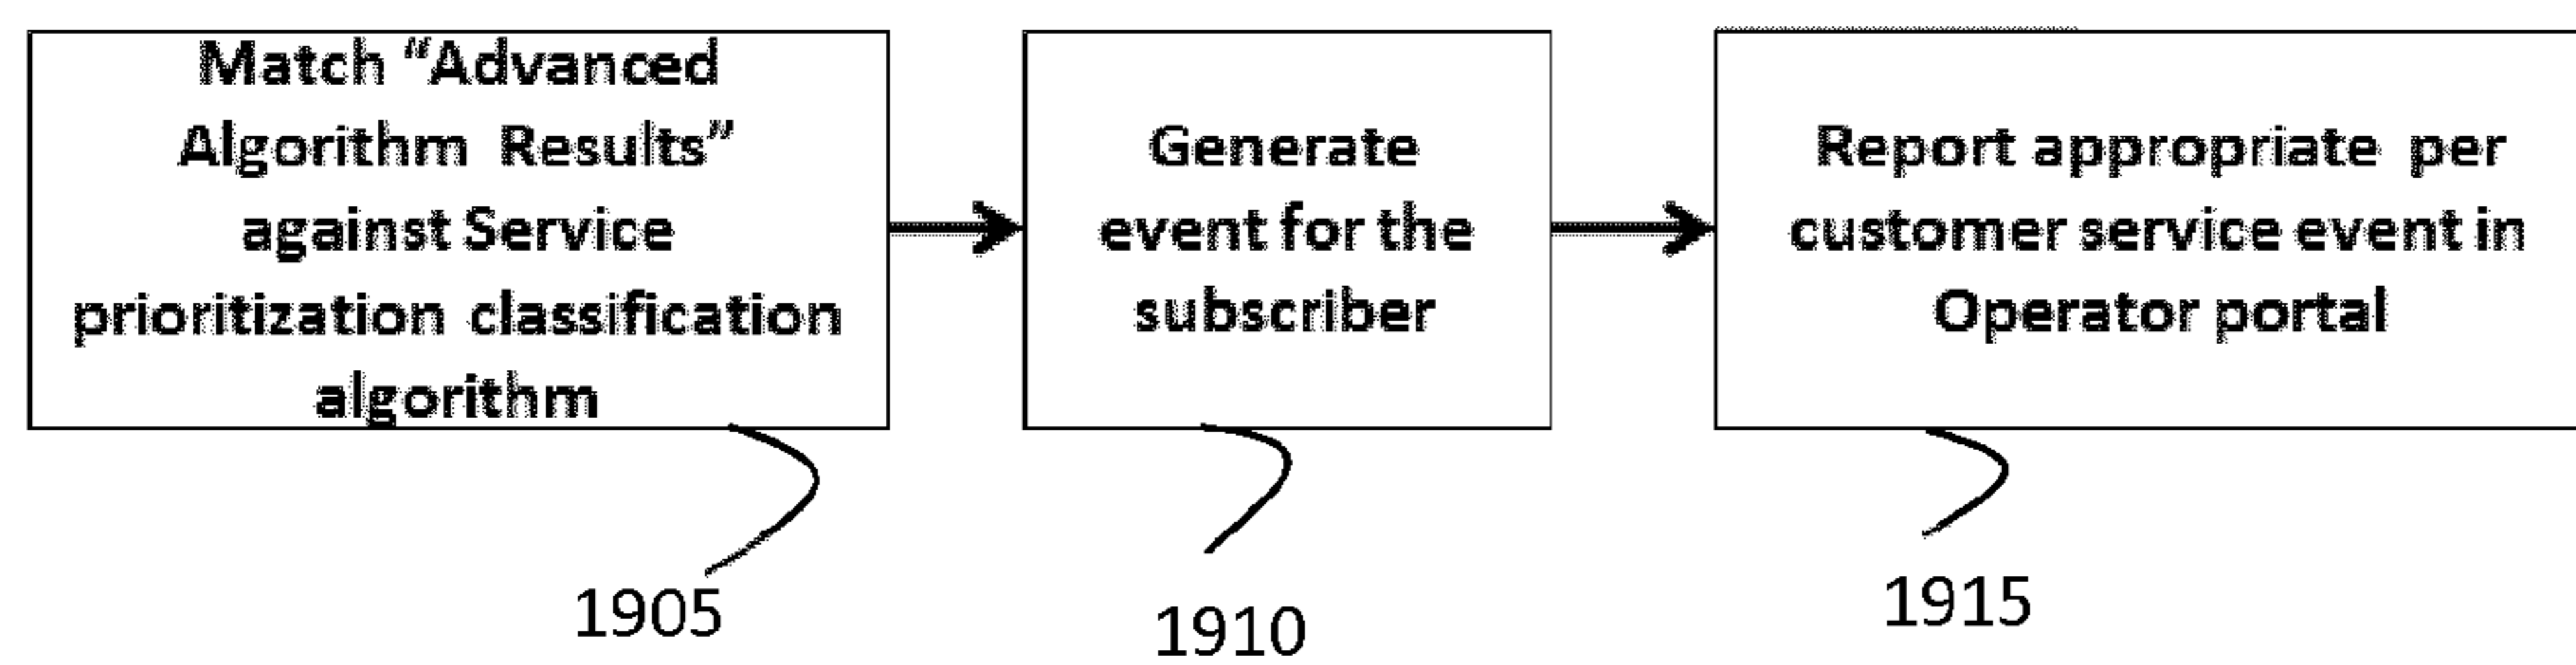 Match “Advanced
Algorithm Results”
against Service
prioritization classification
algorithm
Generate
event for the
subscriber
Report appropriate per
customer service event in
Operator portal
1905
1910
1915